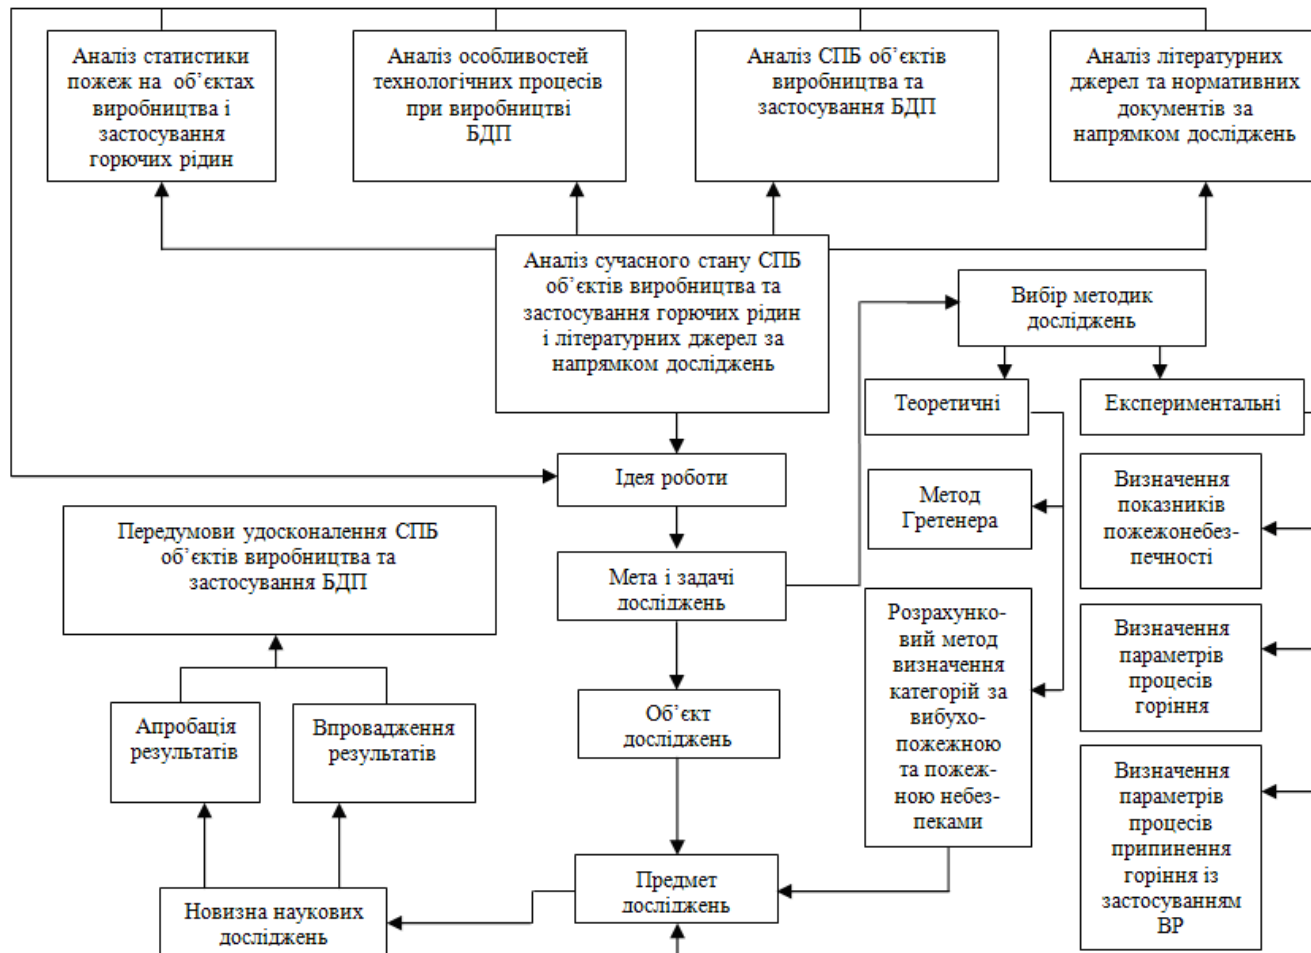 Аналіз статистики
пожеж на об’єктах
виробництва і
застосування
горючих рідин
Аналіз особливостей
технологічних процесів
при виробництві
БДП
Аналіз СПБ об’єктів
виробництва та
застосування БДП
Аналіз літературних
джерел та нормативних
документів за
напрямком досліджень
Аналіз сучасного стану СПБ
об’єктів виробництва та
застосування горючих рідин
і літературних джерел за
напрямком досліджень
Вибір методик
досліджень
Теоретичні
Експериментальні
Ідея роботи
Метод
Гретенера
Визначення
показників
пожежонебез-
печності
Передумови удосконалення СПБ
об’єктів виробництва та
застосування БДП
Мета і задачі
досліджень
Розрахунко-
вий метод
визначення
категорій за
вибухо-
пожежною
та пожеж-
ною небез-
пеками
Визначення
параметрів
процесів
горіння
Об’єкт
досліджень
Апробація
результатів
Впровадження
результатів
Визначення
параметрів
процесів
припинення
горіння із
застосуванням
ВР
Предмет
досліджень
Новизна наукових
досліджень